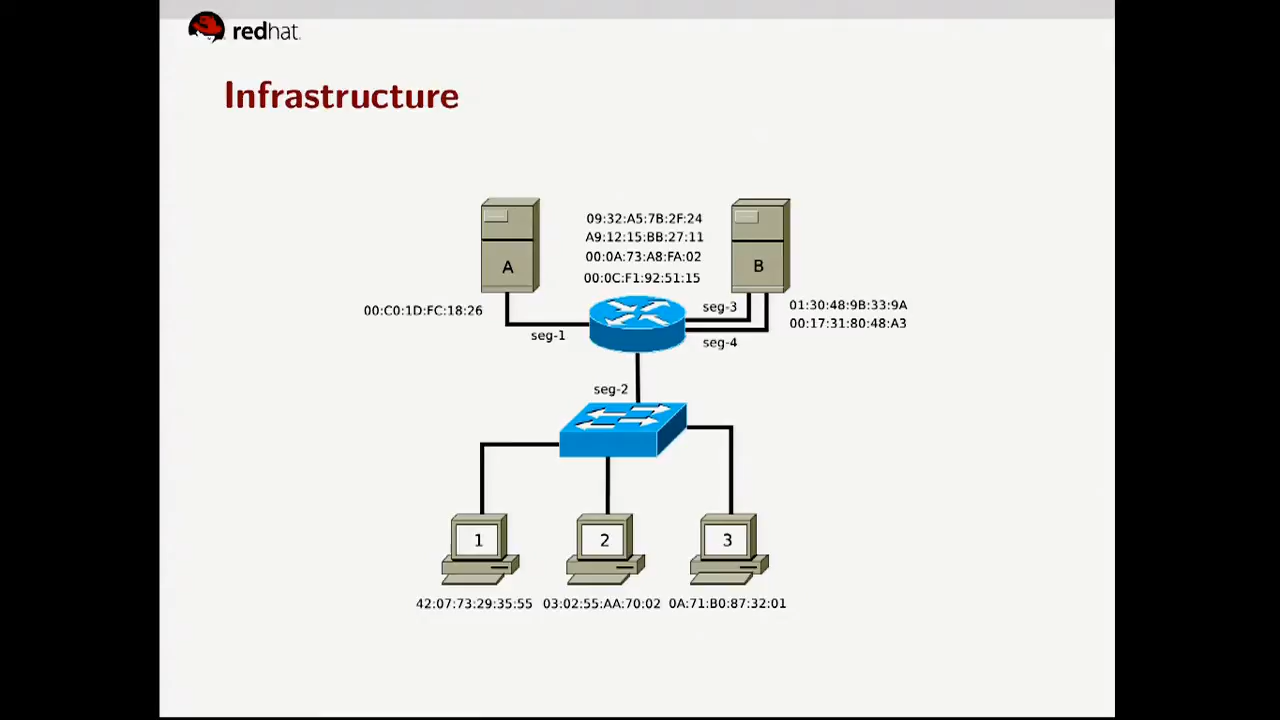 redhat.
Infrastructure
09:32:A5:7B:2F:24
A9:12:15:BB:27:11
00:0A:73:A8:FA:02
00:0C:F1:92:51:15
A
B
00:C0:1D:FC:18:26
seg-1
seg-3
seg-4
01:30:48:9B:33:9A
00:17:31:80:48:A3
seg-2
1
2
3
42:07:73:29:35:55
03:02:55:AA:70:02
0A:71:B0:87:32:01